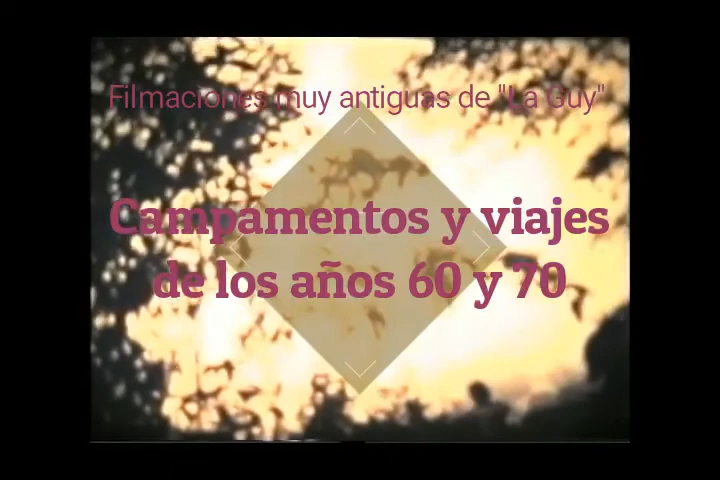 Filmaciones muy antiguas de "La Guy"
Campamentos y viajes
de los años 60 y 70